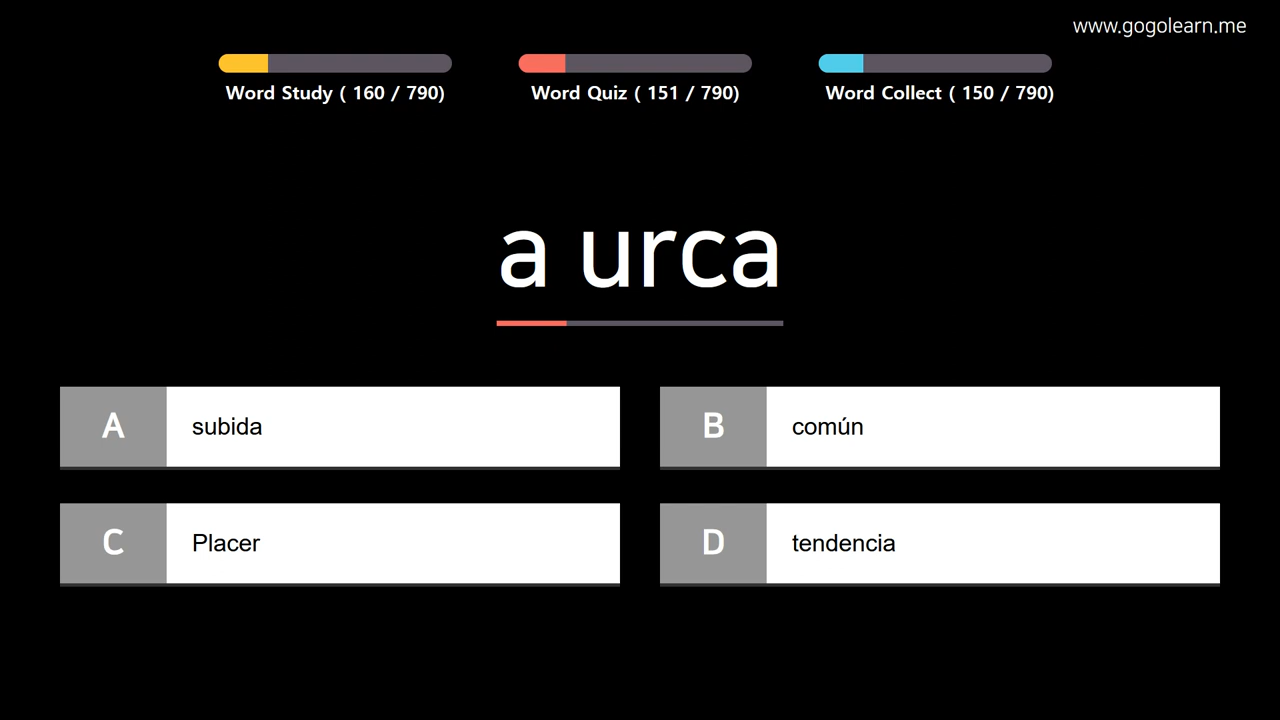 www.gogolearn.me
Word Study ( 160 / 790)
Word Quiz ( 151 / 790)
Word Collect ( 150 / 790)
a urca
A subida
B común
C Placer
D tendencia